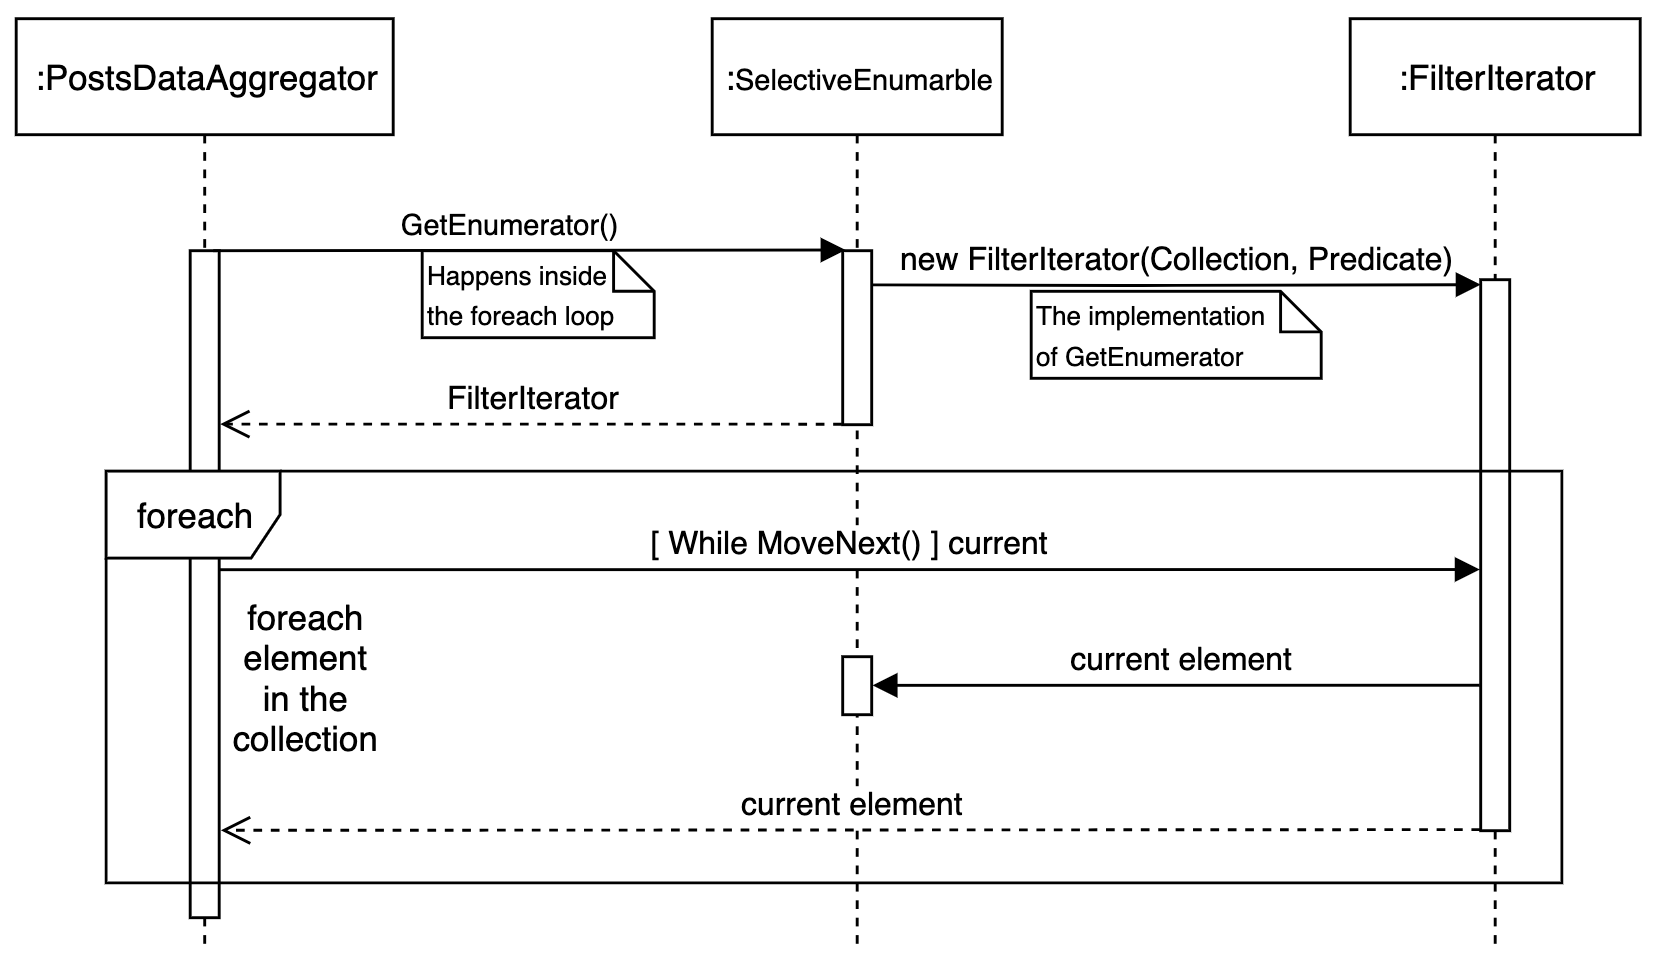 :PostsDataAggregator
:SelectiveEnumarble
:FilterIterator
GetEnumerator()
Happens inside
the foreach loop
new FilterIterator(Collection, Predicate)
The implementation
of GetEnumerator
FilterIterator
foreach
[ While MoveNext() ] current
foreach
element
in the
collection
current element
current element